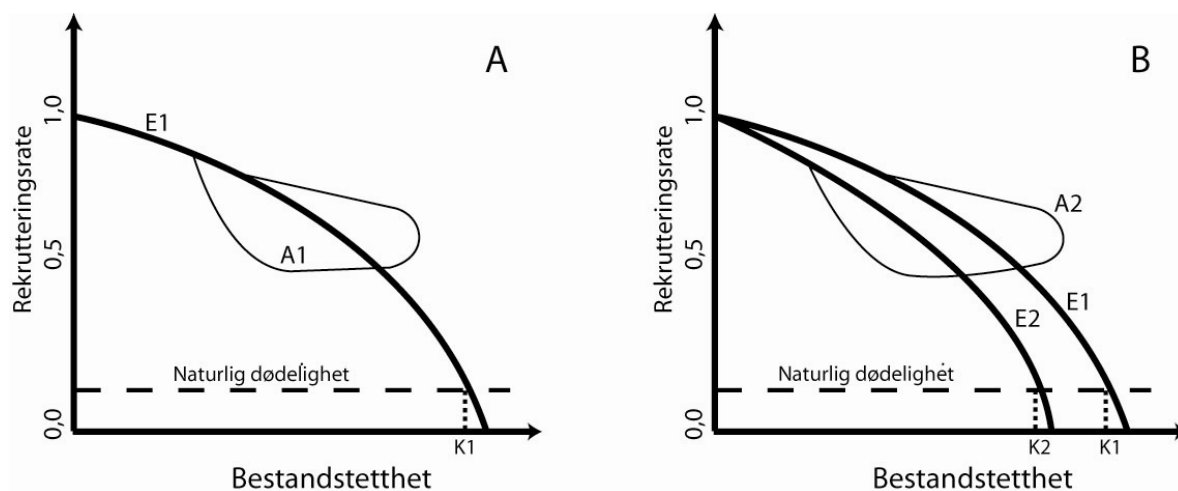 A
Rekrutteringsrate
1,0
0,5
0,0
E1
A1
Naturlig dødelighet
K1
Bestandstetthet
B
Rekrutteringsrate
1,0
0,5
0,0
A2
E1
E2
Naturlig dødelighet
K2
K1
Bestandstetthet